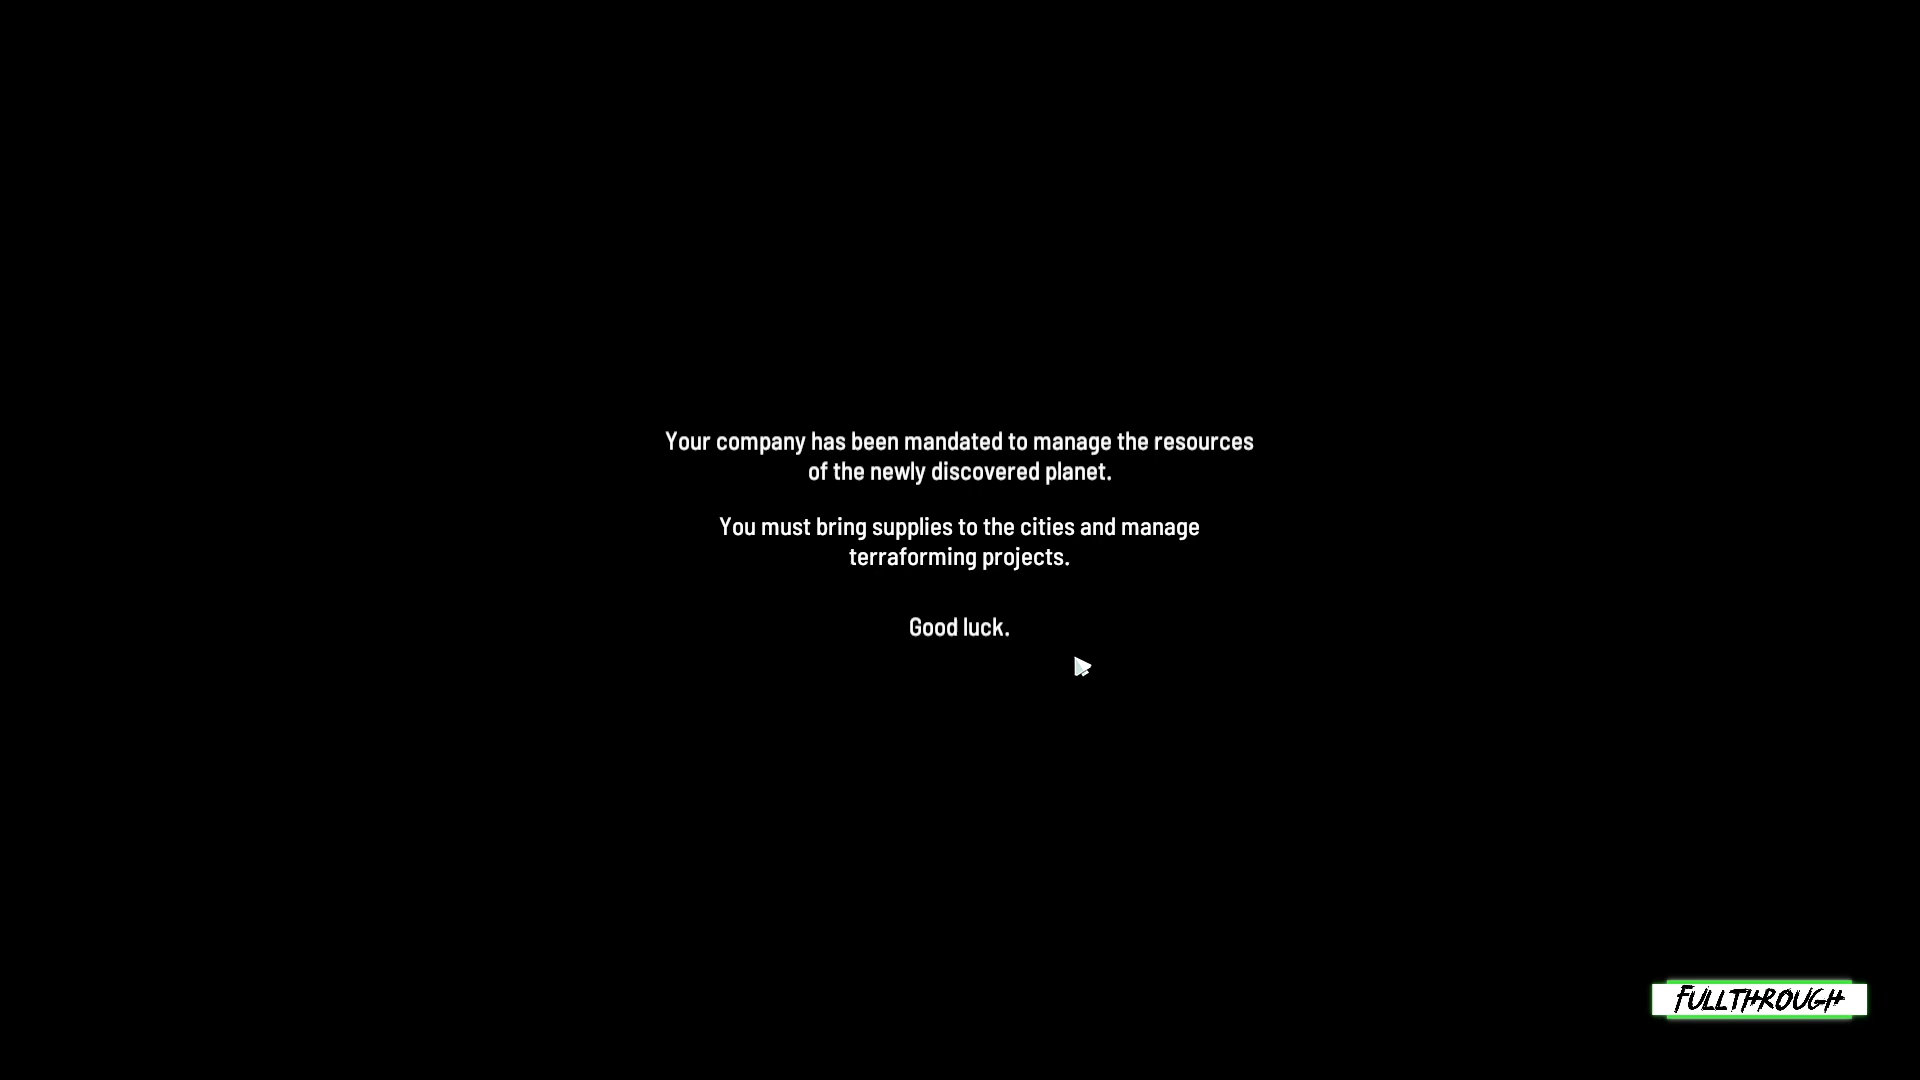 Your company has been mandated to manage the resources
of the newly discovered planet.
You must bring supplies to the cities and manage
terraforming projects.
Good luck.
FULLTHROUGH